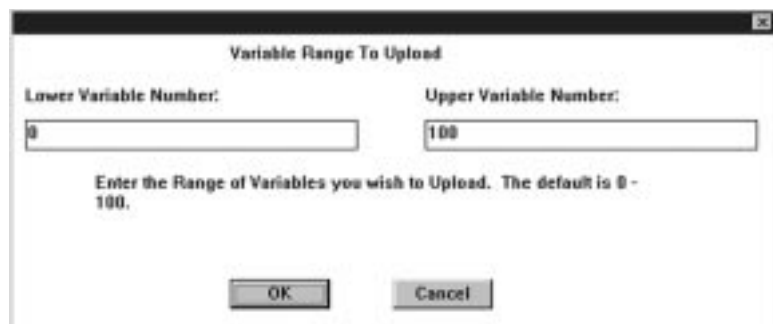 Variable Range To Upload
Lower Variable Number: Upper Variable Number:
0 100
Enter the Range of Variables you wish to Upload. The default is 0 -
100.
OK Cancel